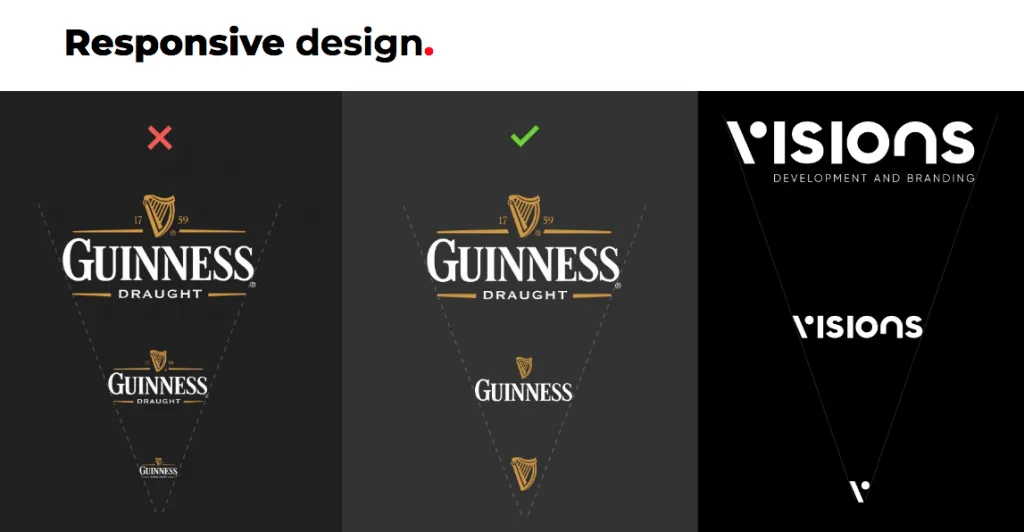 Responsive design.
17 59
GUINNESS
DRAUGHT
17 59
GUINNESS
DRAUGHT
GUINNESS
DRAUGHT
17 59
GUINNESS
DRAUGHT
GUINNESS
VISIONS
DEVELOPMENT AND BRANDING
VISIONS
V